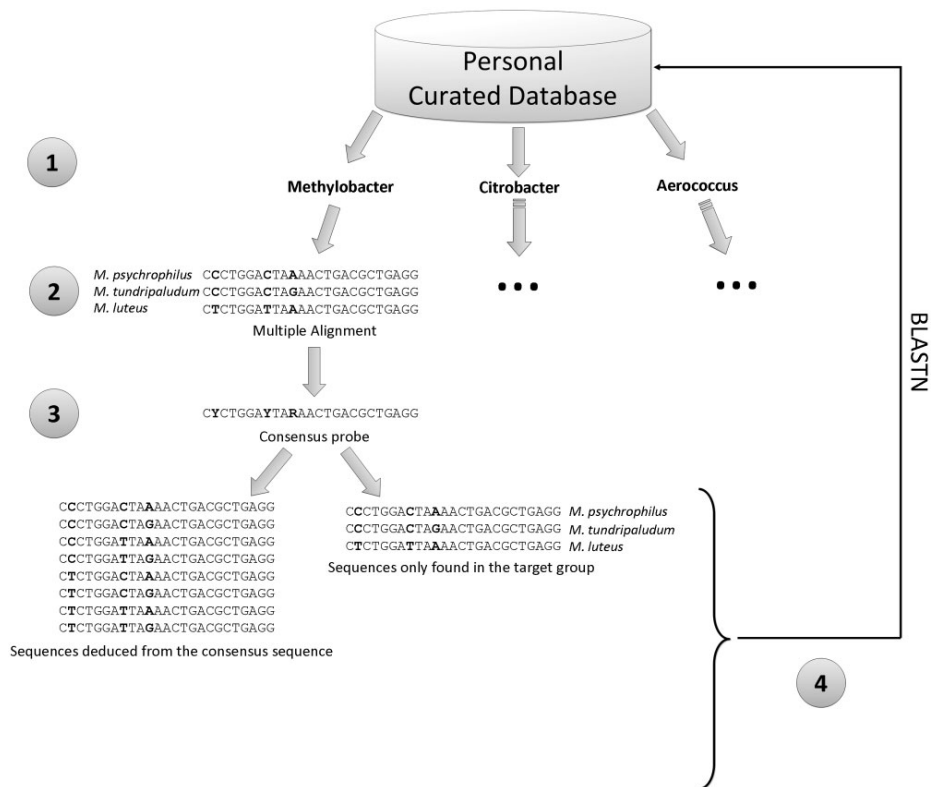 Personal
Curated Database
1
Methylobacter
Citrobacter
Aerococcus
2
M. psychrophilus CCCTGGACTAAAACTGACGCTGAGG
M. tundripaludum CCCTGGACTAGAACTGACGCTGAGG
M. luteus CTCTGGATTAAAACTGACGCTGAGG
Multiple Alignment
...
...
BLASTN
3
CYCTGGAYTARAACTGACGCTGAGG
Consensus probe
CCCTGGACTAAAACTGACGCTGAGG
CCCTGGACTAGAACTGACGCTGAGG
CCCTGGATTAAAACTGACGCTGAGG
CCCTGGATTAGAACTGACGCTGAGG
CTCTGGACTAAAACTGACGCTGAGG
CTCTGGACTAGAACTGACGCTGAGG
CTCTGGATTAAAACTGACGCTGAGG
CTCTGGATTAGAACTGACGCTGAGG
Sequences deduced from the consensus sequence
CCCTGGACTAAAACTGACGCTGAGG M. psychrophilus
CCCTGGACTAGAACTGACGCTGAGG M. tundripaludum
CTCTGGATTAAAACTGACGCTGAGG M. luteus
Sequences only found in the target group
4